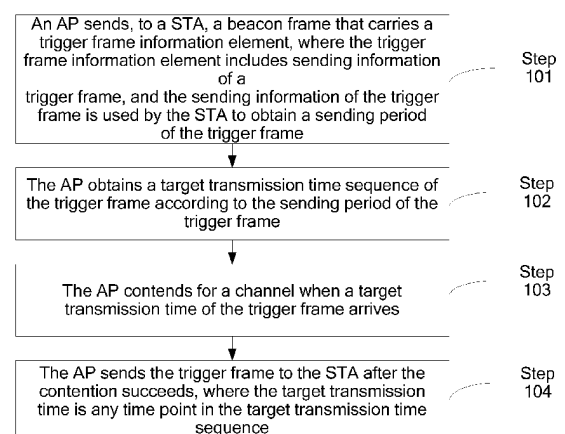 An AP sends, to a STA, a beacon frame that carries a
trigger frame information element, where the trigger
frame information element includes sending information
of a
trigger frame, and the sending information of the trigger
frame is used by the STA to obtain a sending period
of the trigger frame
Step
101
The AP obtains a target transmission time sequence of
the trigger frame according to the sending period of the
trigger frame
Step
102
The AP contends for a channel when a target
transmission time of the trigger frame arrives
Step
103
The AP sends the trigger frame to the STA after the
contention succeeds, where the target transmission
time is any time point in the target transmission time
sequence
Step
104